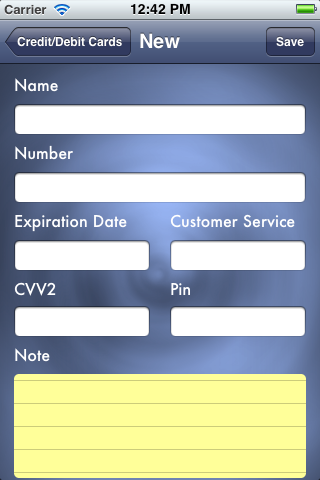 Carrier 12:42 PM
Credit/Debit Cards New Save
Name
Number
Expiration Date Customer Service
CVV2 Pin
Note